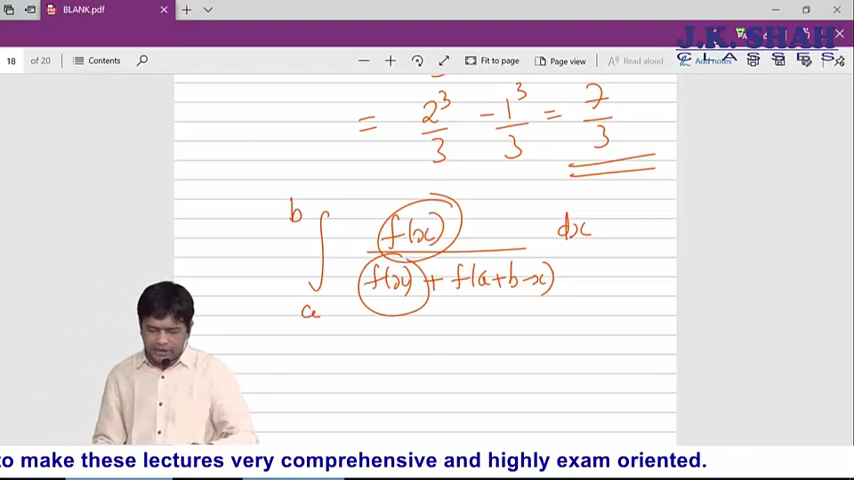 BLANK.pdf
J.K. SHAH
CLASSES
18 of 20 Contents Fit to page Page view Read aloud Add notes
= 2³/3 - 1³/3 = 7/3
∫ₐᵇ f(x) / (f(x) + f(a+b-x)) dx
to make these lectures very comprehensive and highly exam oriented.